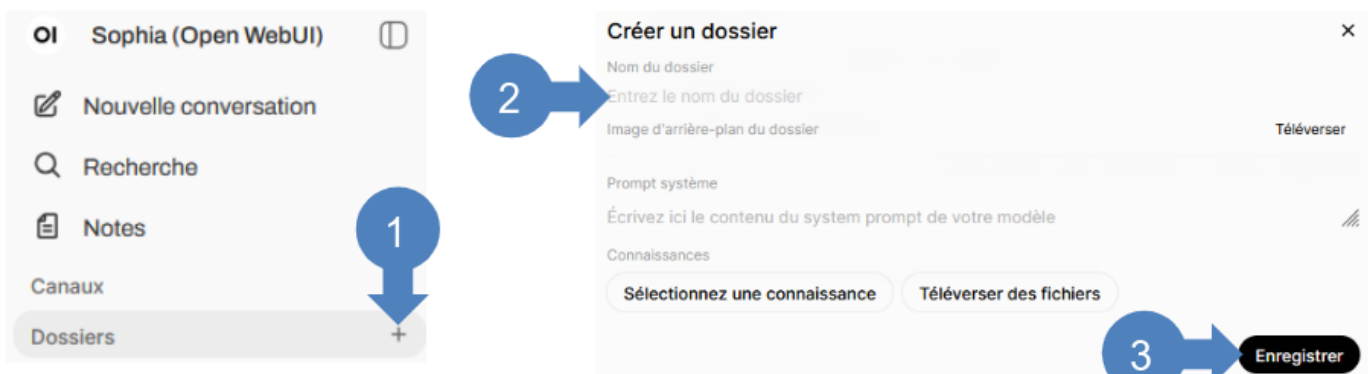 OI Sophia (Open WebUI)
Nouvelle conversation
Recherche
Notes
1
Canaux
Dossiers +
Créer un dossier ×
Nom du dossier
2
Entrez le nom du dossier
Image d'arrière-plan du dossier Téléverser
Prompt système
Écrivez ici le contenu du system prompt de votre modèle
Connaissances
Sélectionnez une connaissance Téléverser des fichiers
3 Enregistrer